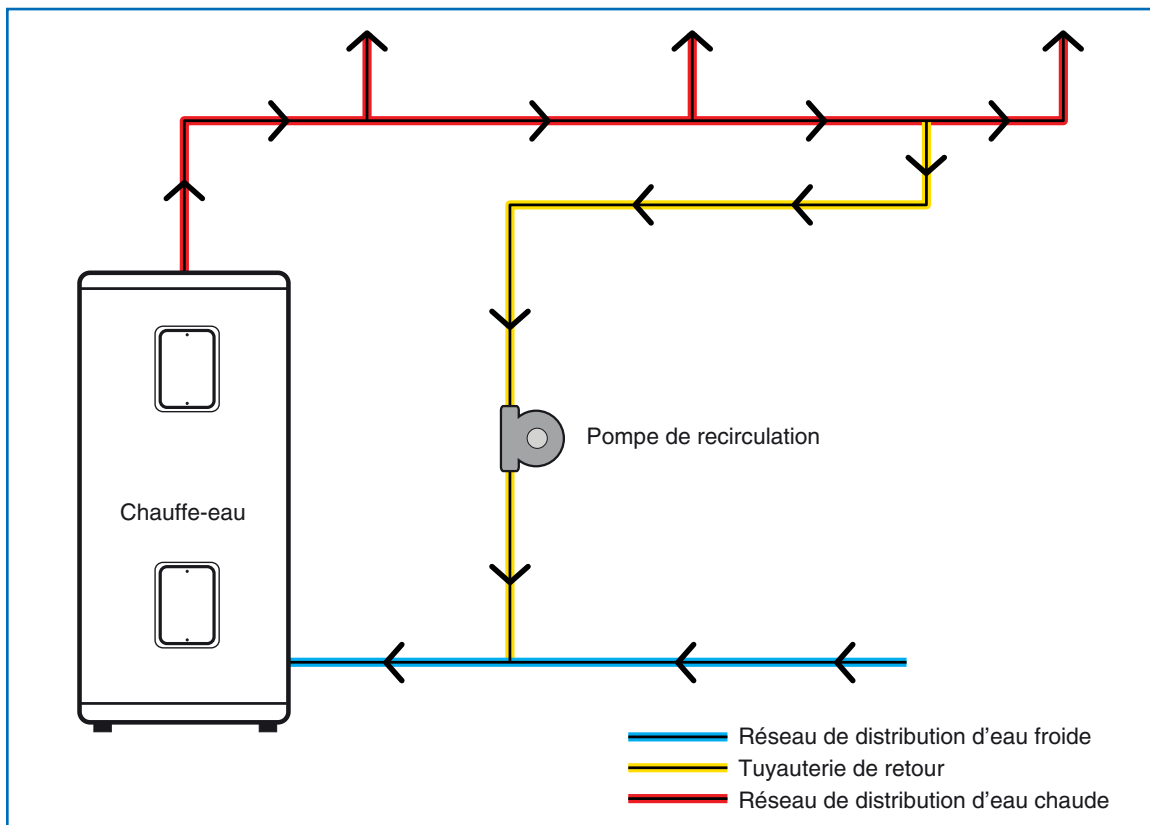 Pompe de recirculation
Chauffe-eau
Réseau de distribution d'eau froide
Tuyauterie de retour
Réseau de distribution d'eau chaude